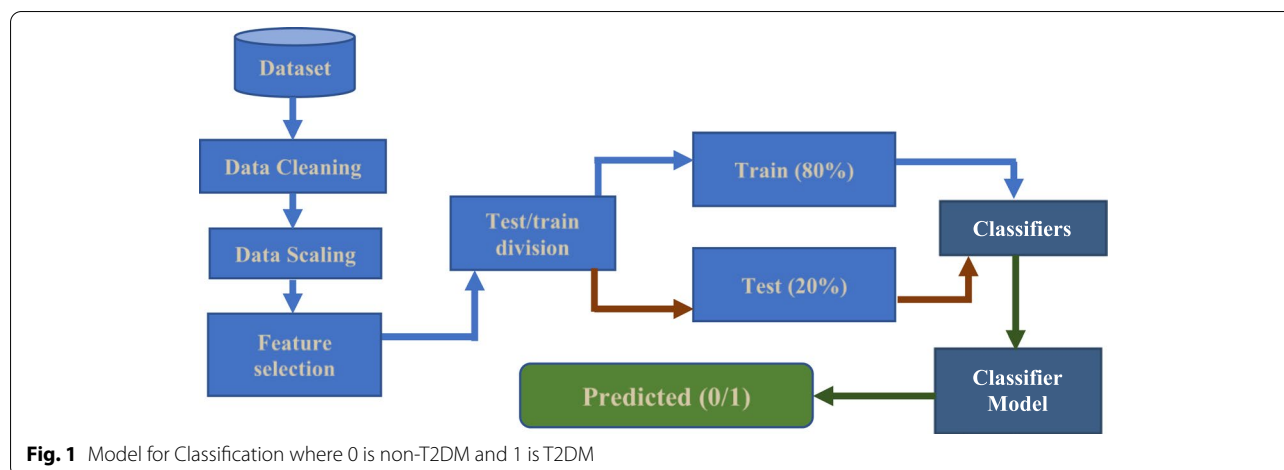 Dataset
Data Cleaning
Data Scaling
Feature
selection
Test/train
division
Train (80%)
Test (20%)
Classifiers
Classifier
Model
Predicted (0/1)
Fig. 1 Model for Classification where 0 is non-T2DM and 1 is T2DM